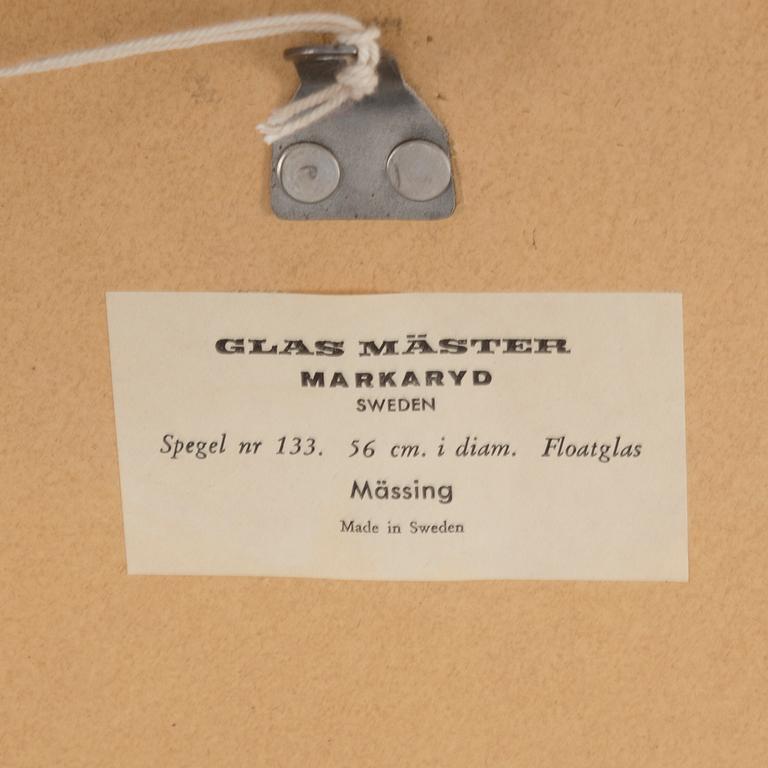 GLAS MÄSTER
MARKARYD
SWEDEN
Spegel nr 133. 56 cm. i diam. Floatglas
Mässing
Made in Sweden